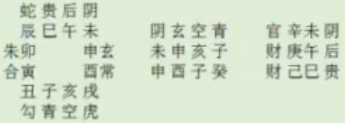 蛇贵后阴
辰巳午未 阴玄空青 官辛未阴
朱卯 申玄 未申亥子 财庚午后
合寅 酉常 申酉子癸 财己巳贵
丑子亥戌
勾青空虎